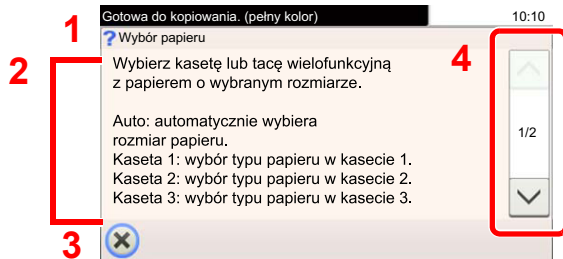 Gotowa do kopiowania. (pełny kolor) 10:10
1
? Wybór papieru
2
4
Wybierz kasetę lub tacę wielofunkcyjną
z papierem o wybranym rozmiarze.
Auto: automatycznie wybiera
rozmiar papieru.
1/2
Kaseta 1: wybór typu papieru w kasecie 1.
Kaseta 2: wybór typu papieru w kasecie 2.
Kaseta 3: wybór typu papieru w kasecie 3.
3